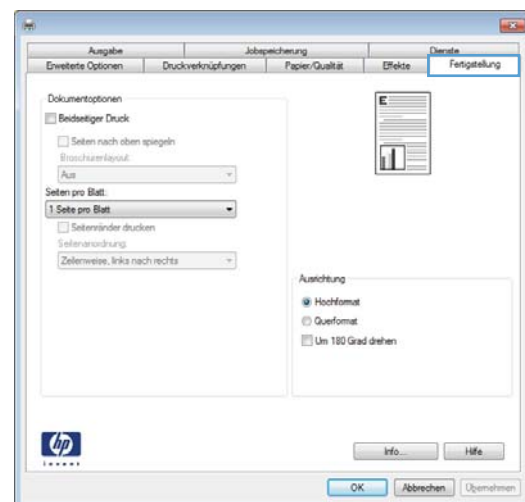 Ausgabe
Jobspeicherung
Dienste
Erweiterte Optionen
Druckverknüpfungen
Papier/Qualität
Effekte
Fertigstellung
Dokumentoptionen
Beidseitiger Druck
Seiten nach oben spiegeln
Broschürenlayout:
Aus
Seiten pro Blatt:
1 Seite pro Blatt
Seitenränder drucken
Seitenanordnung:
Zeilenweise, links nach rechts
E
Ausrichtung
Hochformat
Querformat
Um 180 Grad drehen
hp
invent
Info...
Hilfe
OK
Abbrechen
Übernehmen